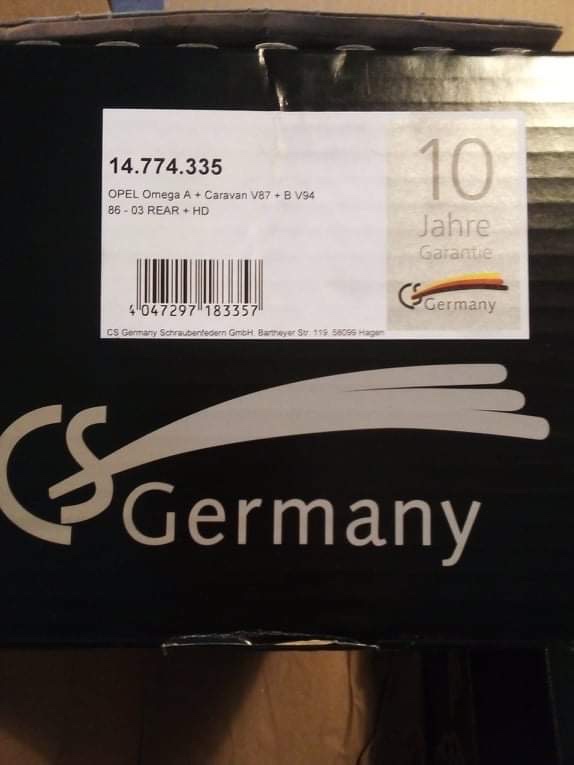 14.774.335
OPEL Omega A + Caravan V87 + B V94
86 - 03 REAR + HD
4 047297 183357
CS Germany Schraubenfedern GmbH, Bartheyer Str. 119, 58099 Hagen
10
Jahre
Garantie
CS Germany
CS Germany